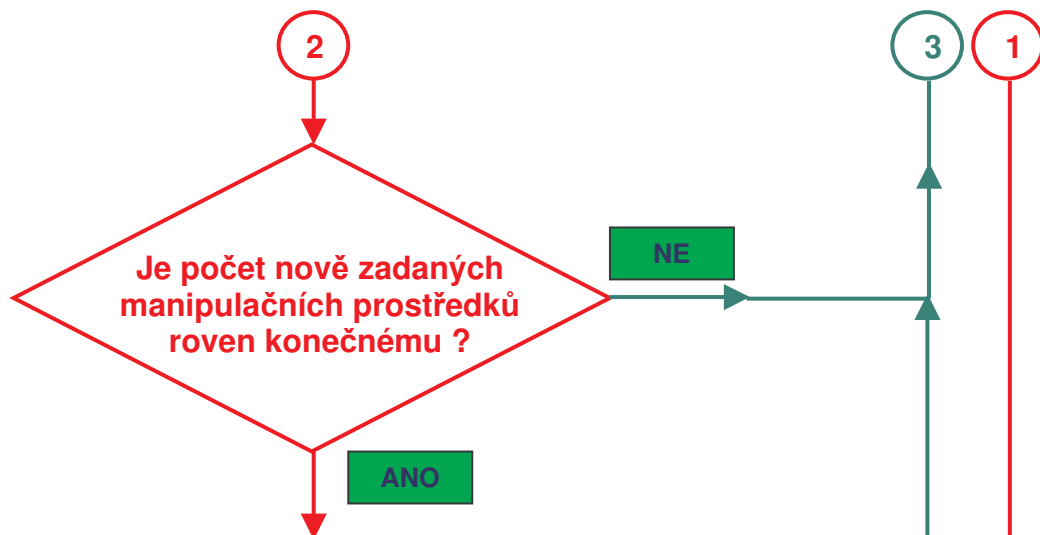 2
3
1
Je počet nově zadaných
manipulačních prostředků
roven konečnému ?
NE
ANO